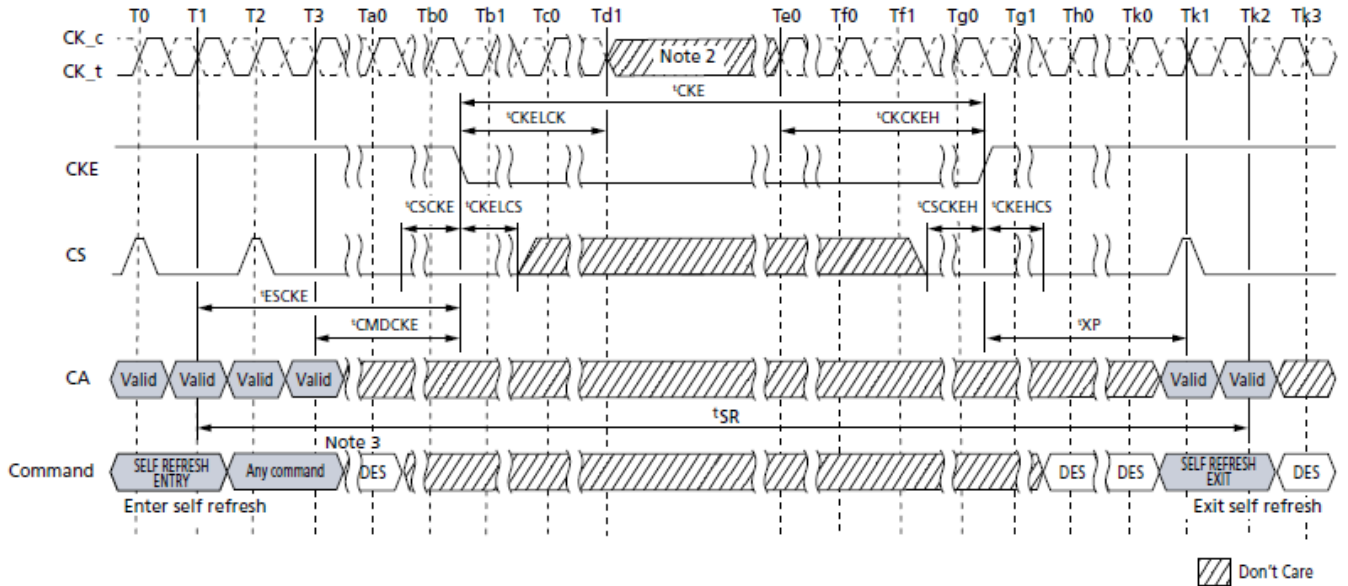 T0 T1 T2 T3 Ta0 Tb0 Tb1 Tc0 Td1 Te0 Tf0 Tf1 Tg0 Tg1 Th0 Tk0 Tk1 Tk2 Tk3
CK_c
CK_t
Note 2
tCKE
tCKELCK tCKCKEH
CKE
tCSCKE tCKELCS tCSCKEH tCKEHCS
CS
tESCKE
tCMDCKE tXP
CA Valid Valid Valid Valid Valid Valid
tSR
Note 3
Command SELF REFRESH ENTRY Any command DES DES DES SELF REFRESH EXIT DES
Enter self refresh Exit self refresh
Don't Care